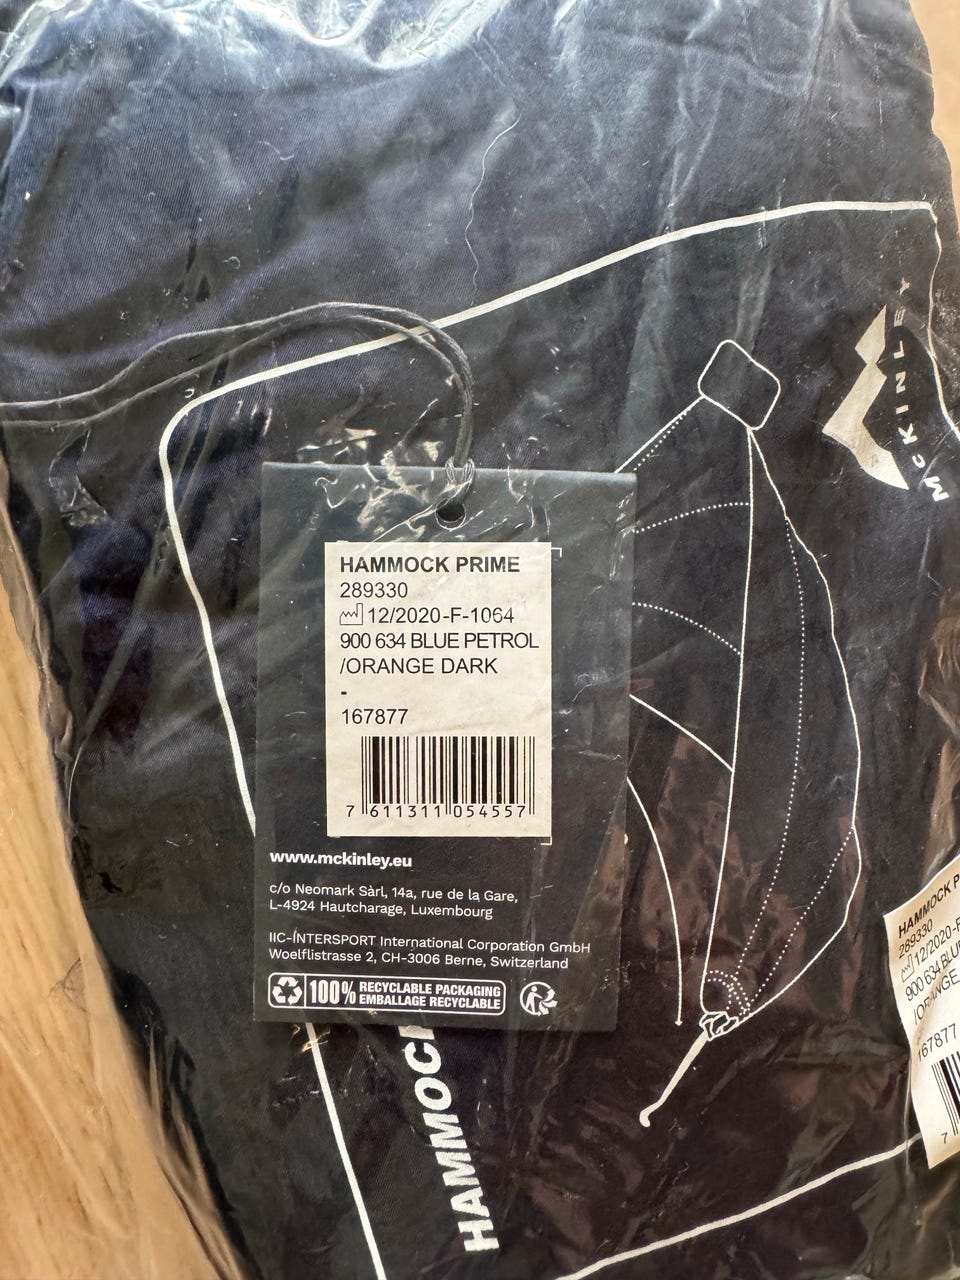 McKINLEY
HAMMOCK PRIME
289330
12/2020-F-1064
900 634 BLUE PETROL
/ORANGE DARK
-
167877
7 611311 054557
www.mckinley.eu
c/o Neomark Sàrl, 14a, rue de la Gare,
L-4924 Hautcharage, Luxembourg
IIC-INTERSPORT International Corporation GmbH
Woelflistrasse 2, CH-3006 Berne, Switzerland
100% RECYCLABLE PACKAGING
EMBALLAGE RECYCLABLE
HAMMOCK
HAMMOCK P
289330
12/2020-F
900 634 BLU
/ORANGE
167877
7